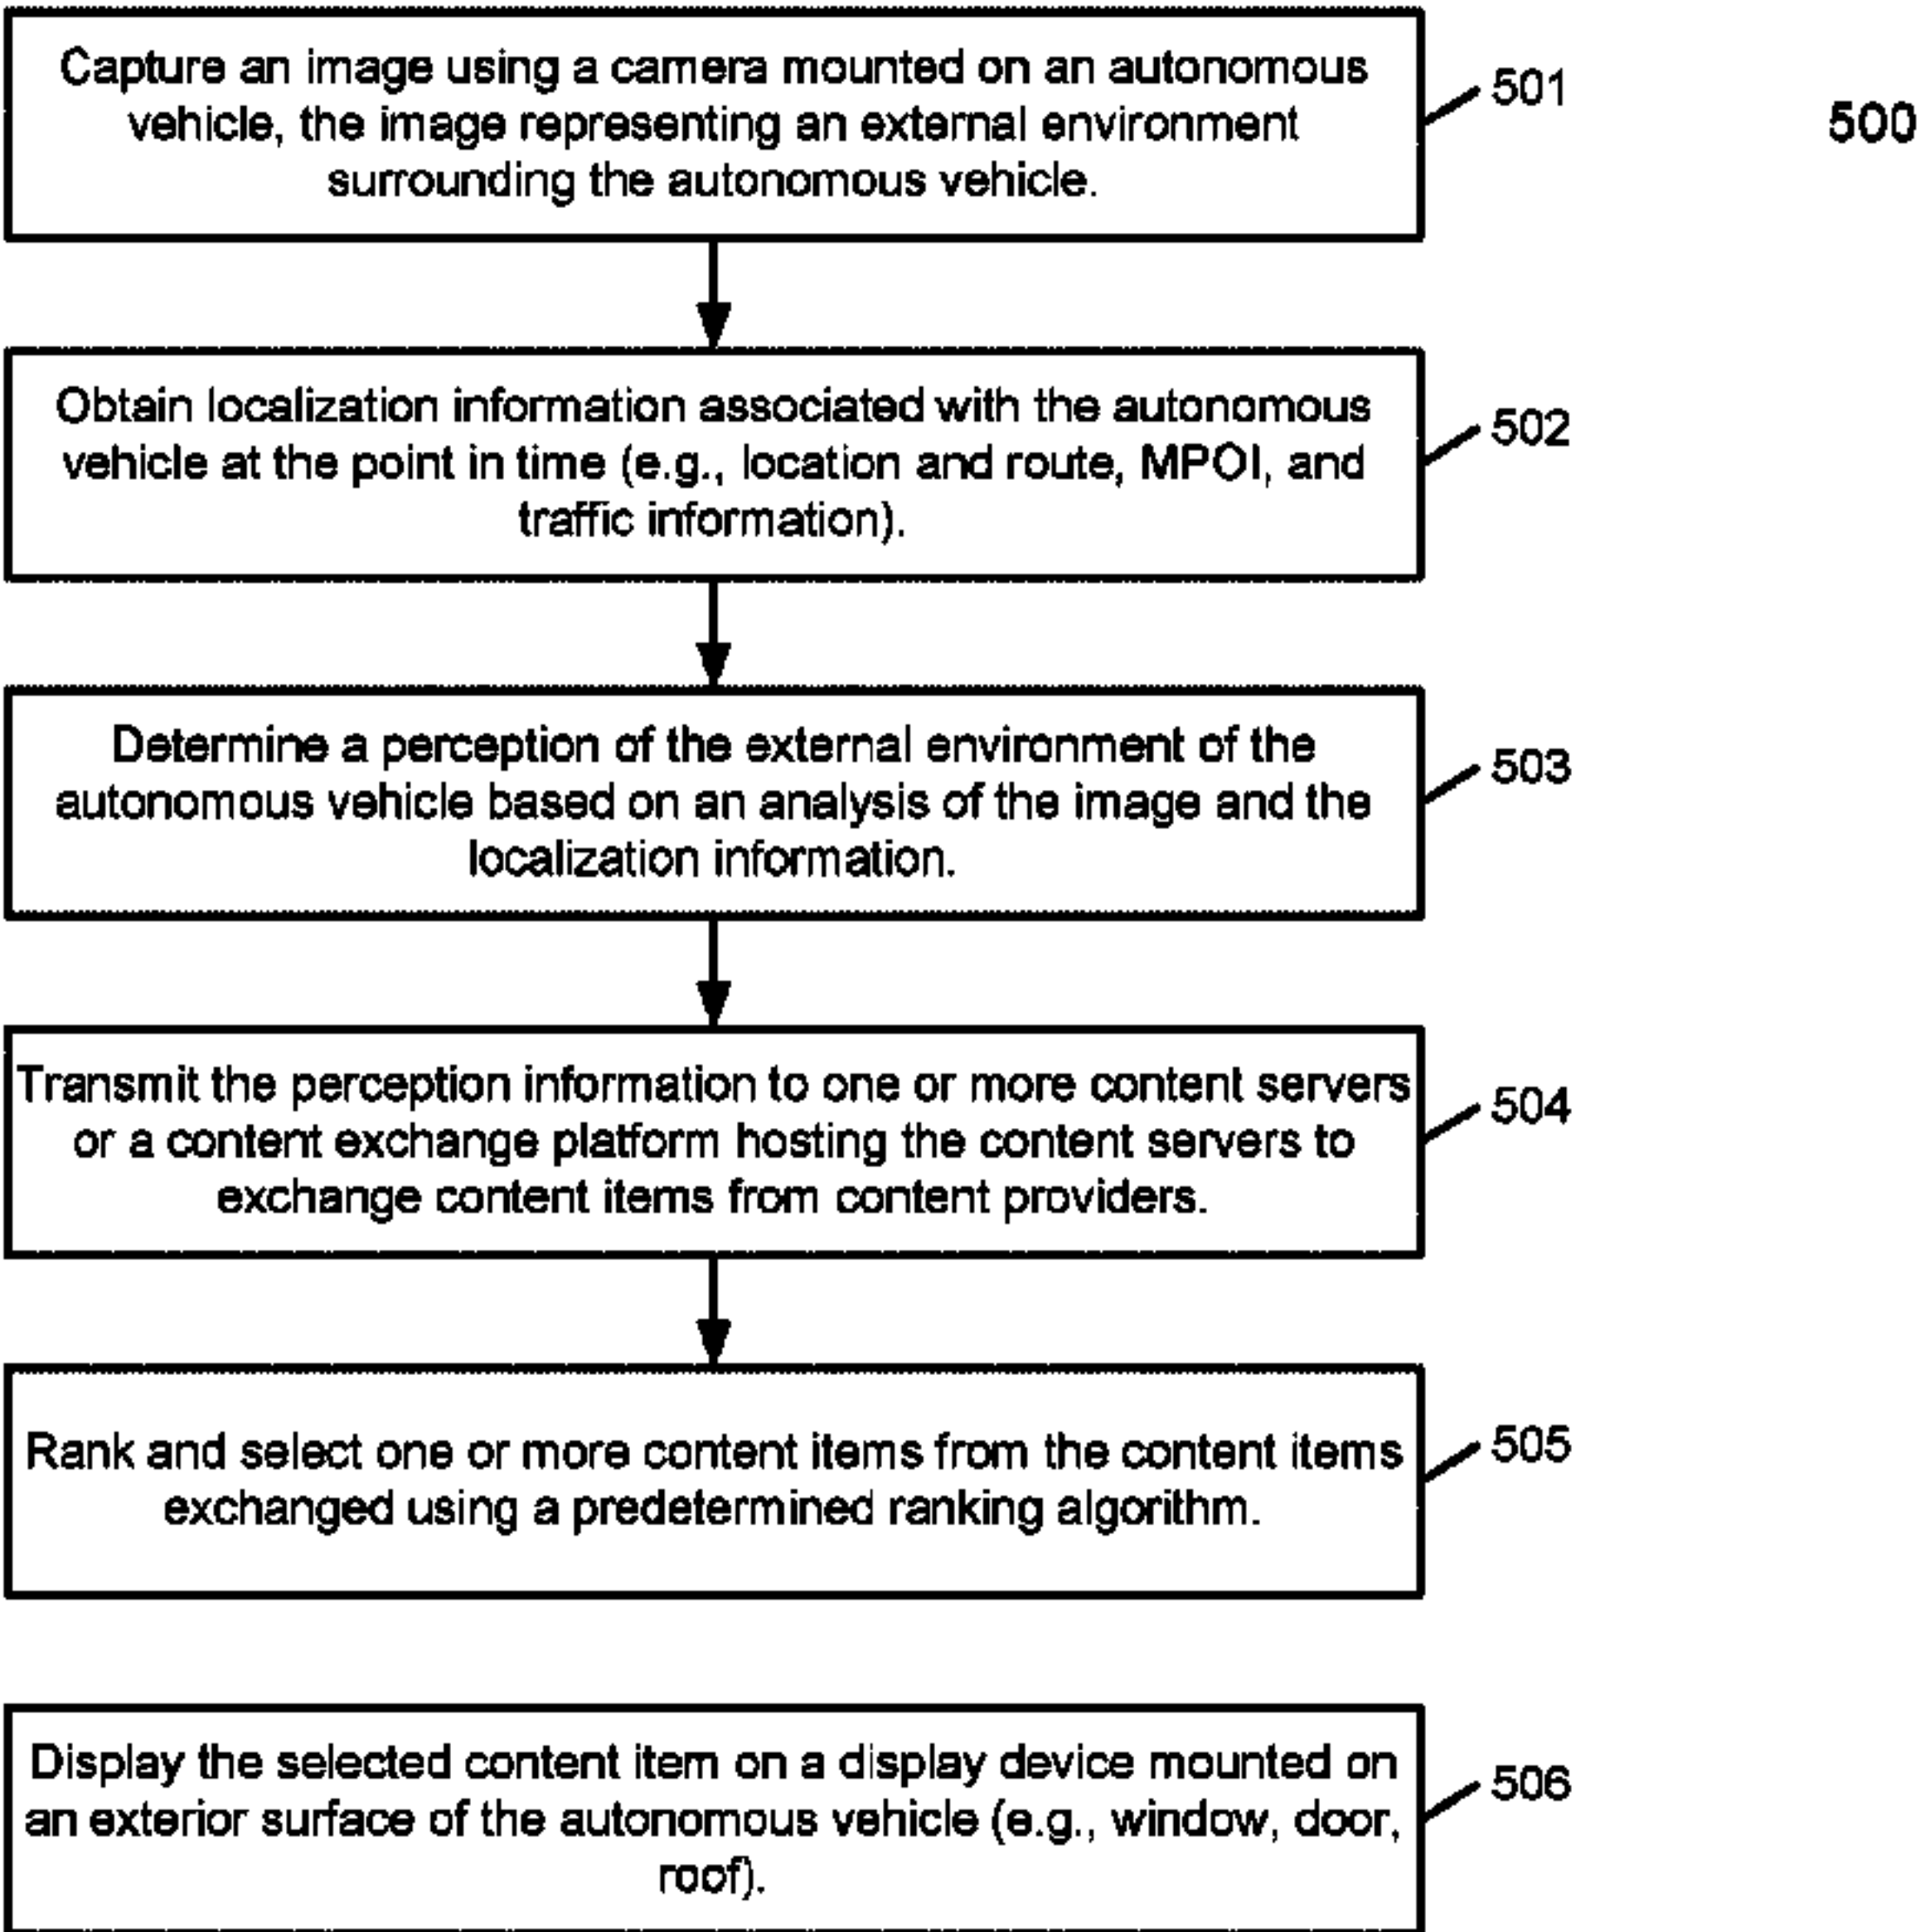 Capture an image using a camera mounted on an autonomous
vehicle, the image representing an external environment
surrounding the autonomous vehicle.
501
500
Obtain localization information associated with the autonomous
vehicle at the point in time (e.g., location and route, MPOI, and
traffic information).
502
Determine a perception of the external environment of the
autonomous vehicle based on an analysis of the image and the
localization information.
503
Transmit the perception information to one or more content servers
or a content exchange platform hosting the content servers to
exchange content items from content providers.
504
Rank and select one or more content items from the content items
exchanged using a predetermined ranking algorithm.
505
Display the selected content item on a display device mounted on
an exterior surface of the autonomous vehicle (e.g., window, door,
roof).
506